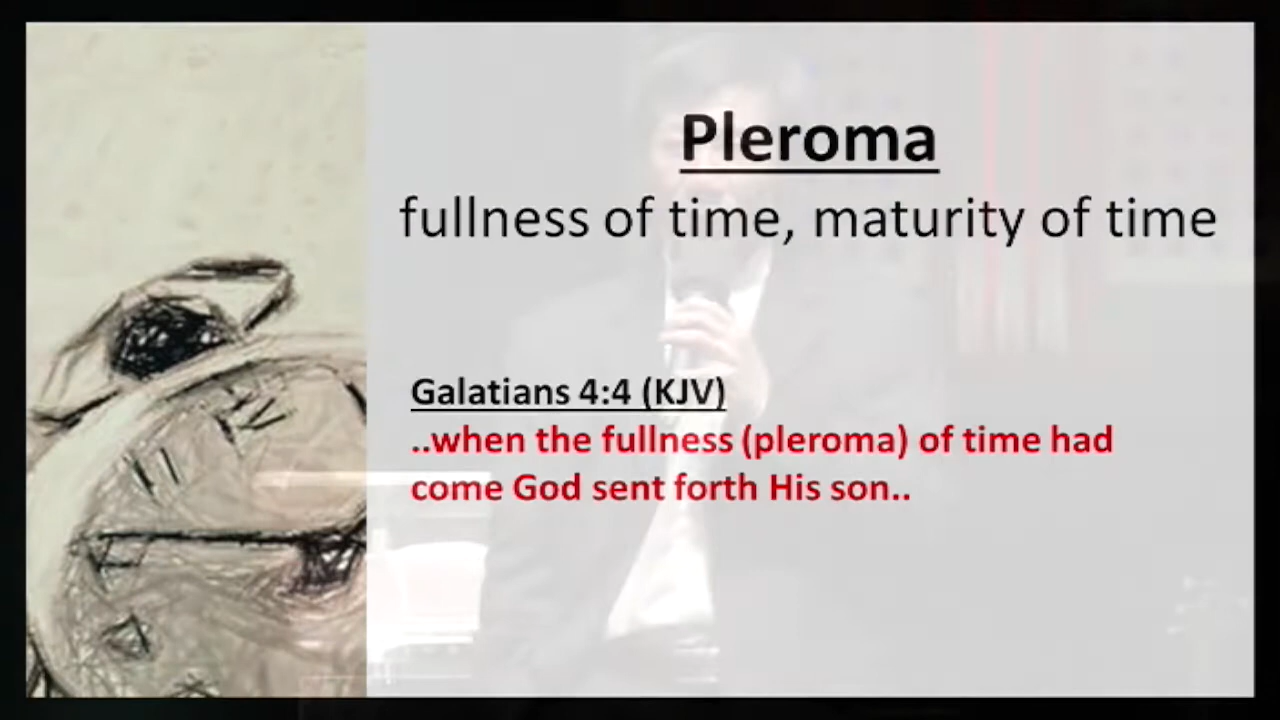 Pleroma
fullness of time, maturity of time
Galatians 4:4 (KJV)
..when the fullness (pleroma) of time had
come God sent forth His son..